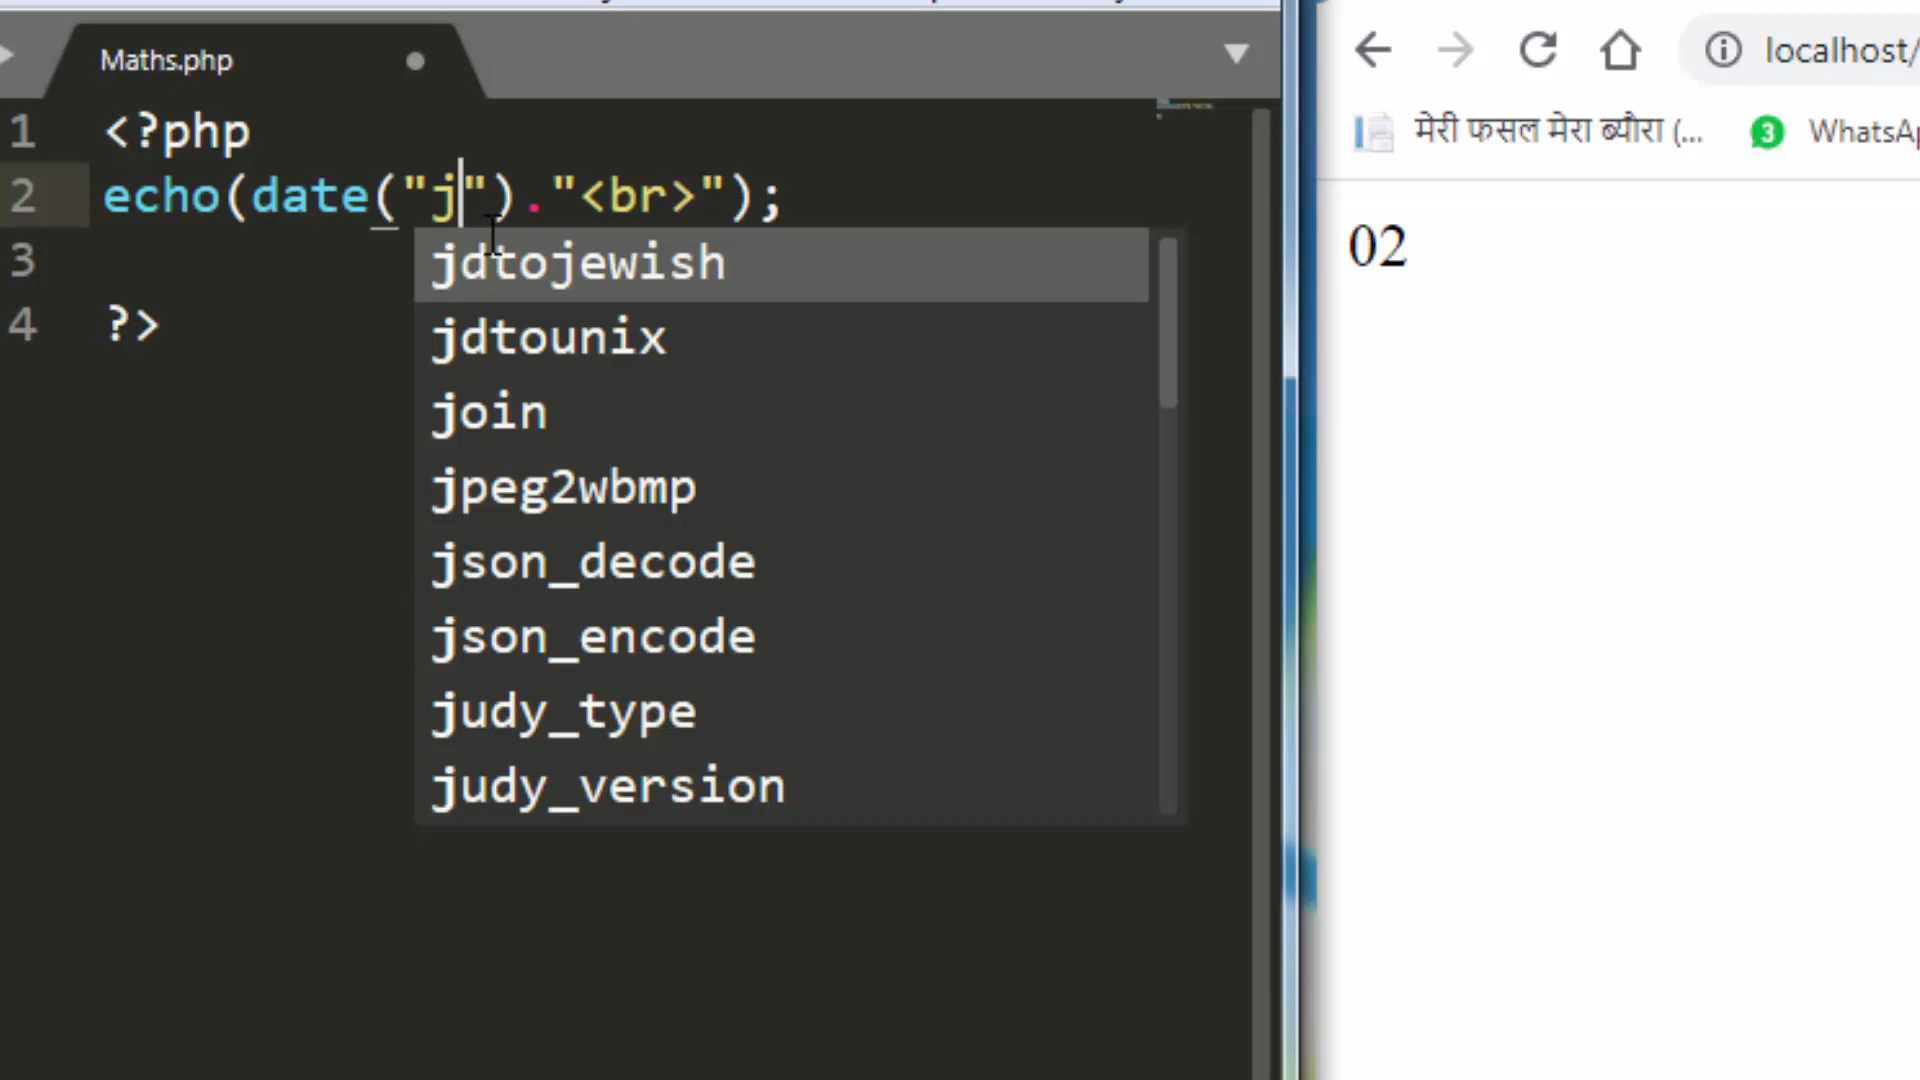 Maths.php
1 <?php
2 echo(date("j")."<br>");
3
4 ?>
jdtojewish
jdtounix
join
jpeg2wbmp
json_decode
json_encode
judy_type
judy_version
localhost/
मेरी फसल मेरा ब्यौरा (...
3 WhatsAp
02